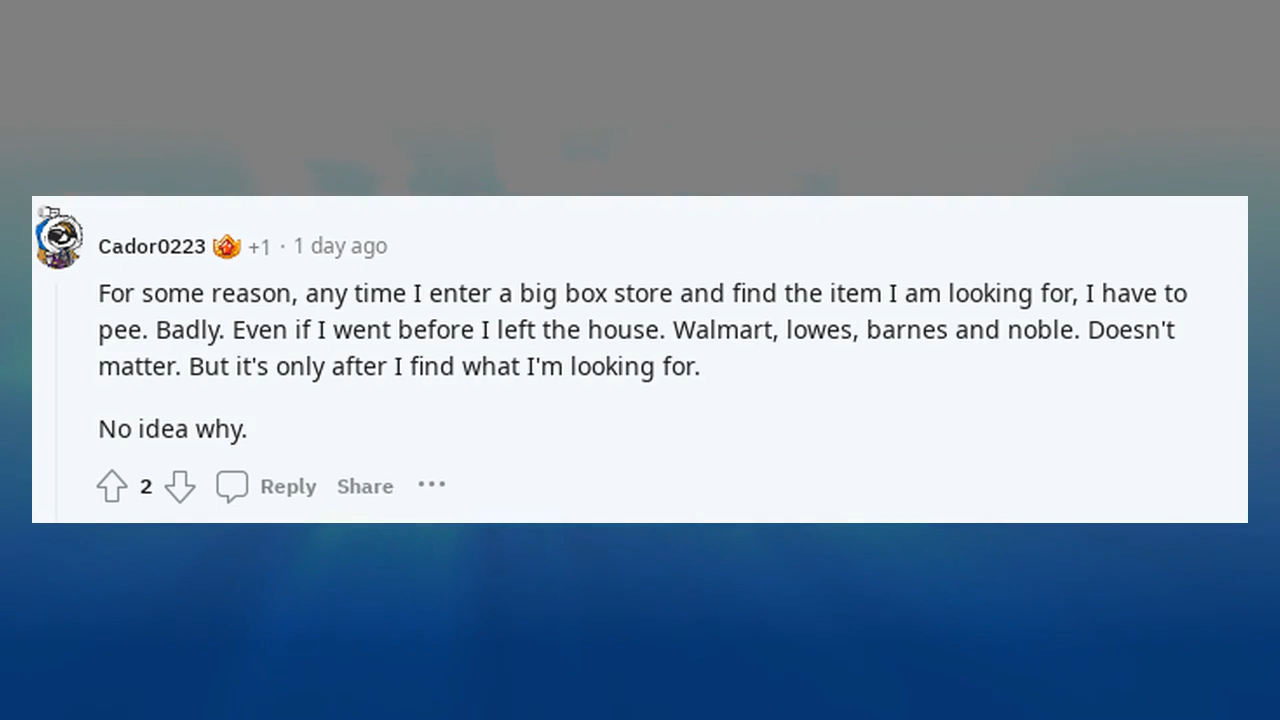 Cador0223 +1 · 1 day ago
For some reason, any time I enter a big box store and find the item I am looking for, I have to
pee. Badly. Even if I went before I left the house. Walmart, lowes, barnes and noble. Doesn't
matter. But it's only after I find what I'm looking for.
No idea why.
2 Reply Share ···